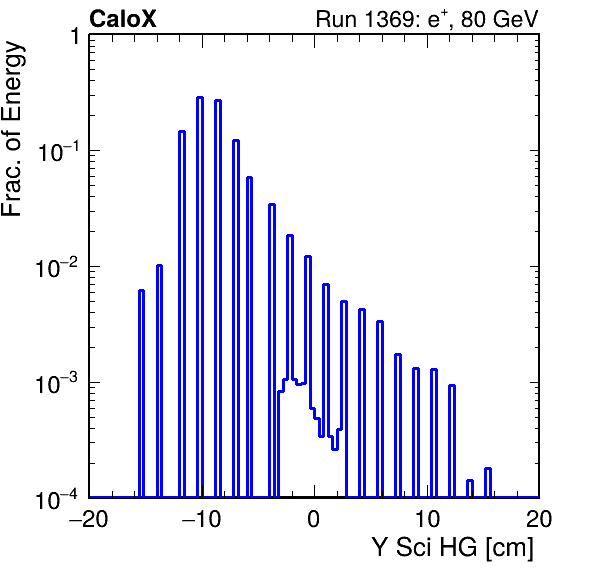 CaloX Run 1369: e⁺, 80 GeV
Frac. of Energy
1
10⁻¹
10⁻²
10⁻³
10⁻⁴
−20 −10 0 10 20
Y Sci HG [cm]